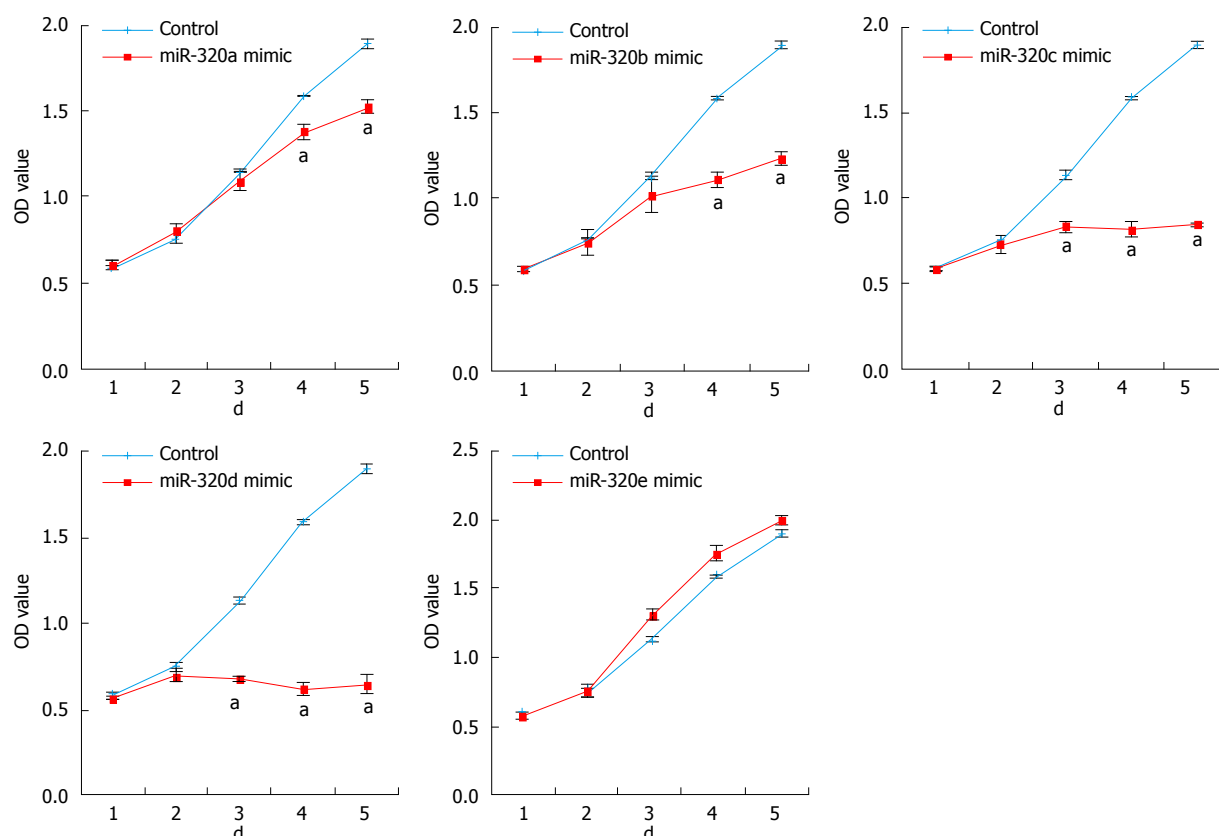 2.0
1.5
1.0
0.5
0.0
OD value
Control
miR-320a mimic
a
a
1 2 3 4 5
d
2.0
1.5
1.0
0.5
0.0
OD value
Control
miR-320b mimic
a
a
1 2 3 4 5
d
2.0
1.5
1.0
0.5
0.0
OD value
Control
miR-320c mimic
a a a
1 2 3 4 5
d
2.0
1.5
1.0
0.5
0.0
OD value
Control
miR-320d mimic
a a a
1 2 3 4 5
d
2.5
2.0
1.5
1.0
0.5
0.0
OD value
Control
miR-320e mimic
1 2 3 4 5
d